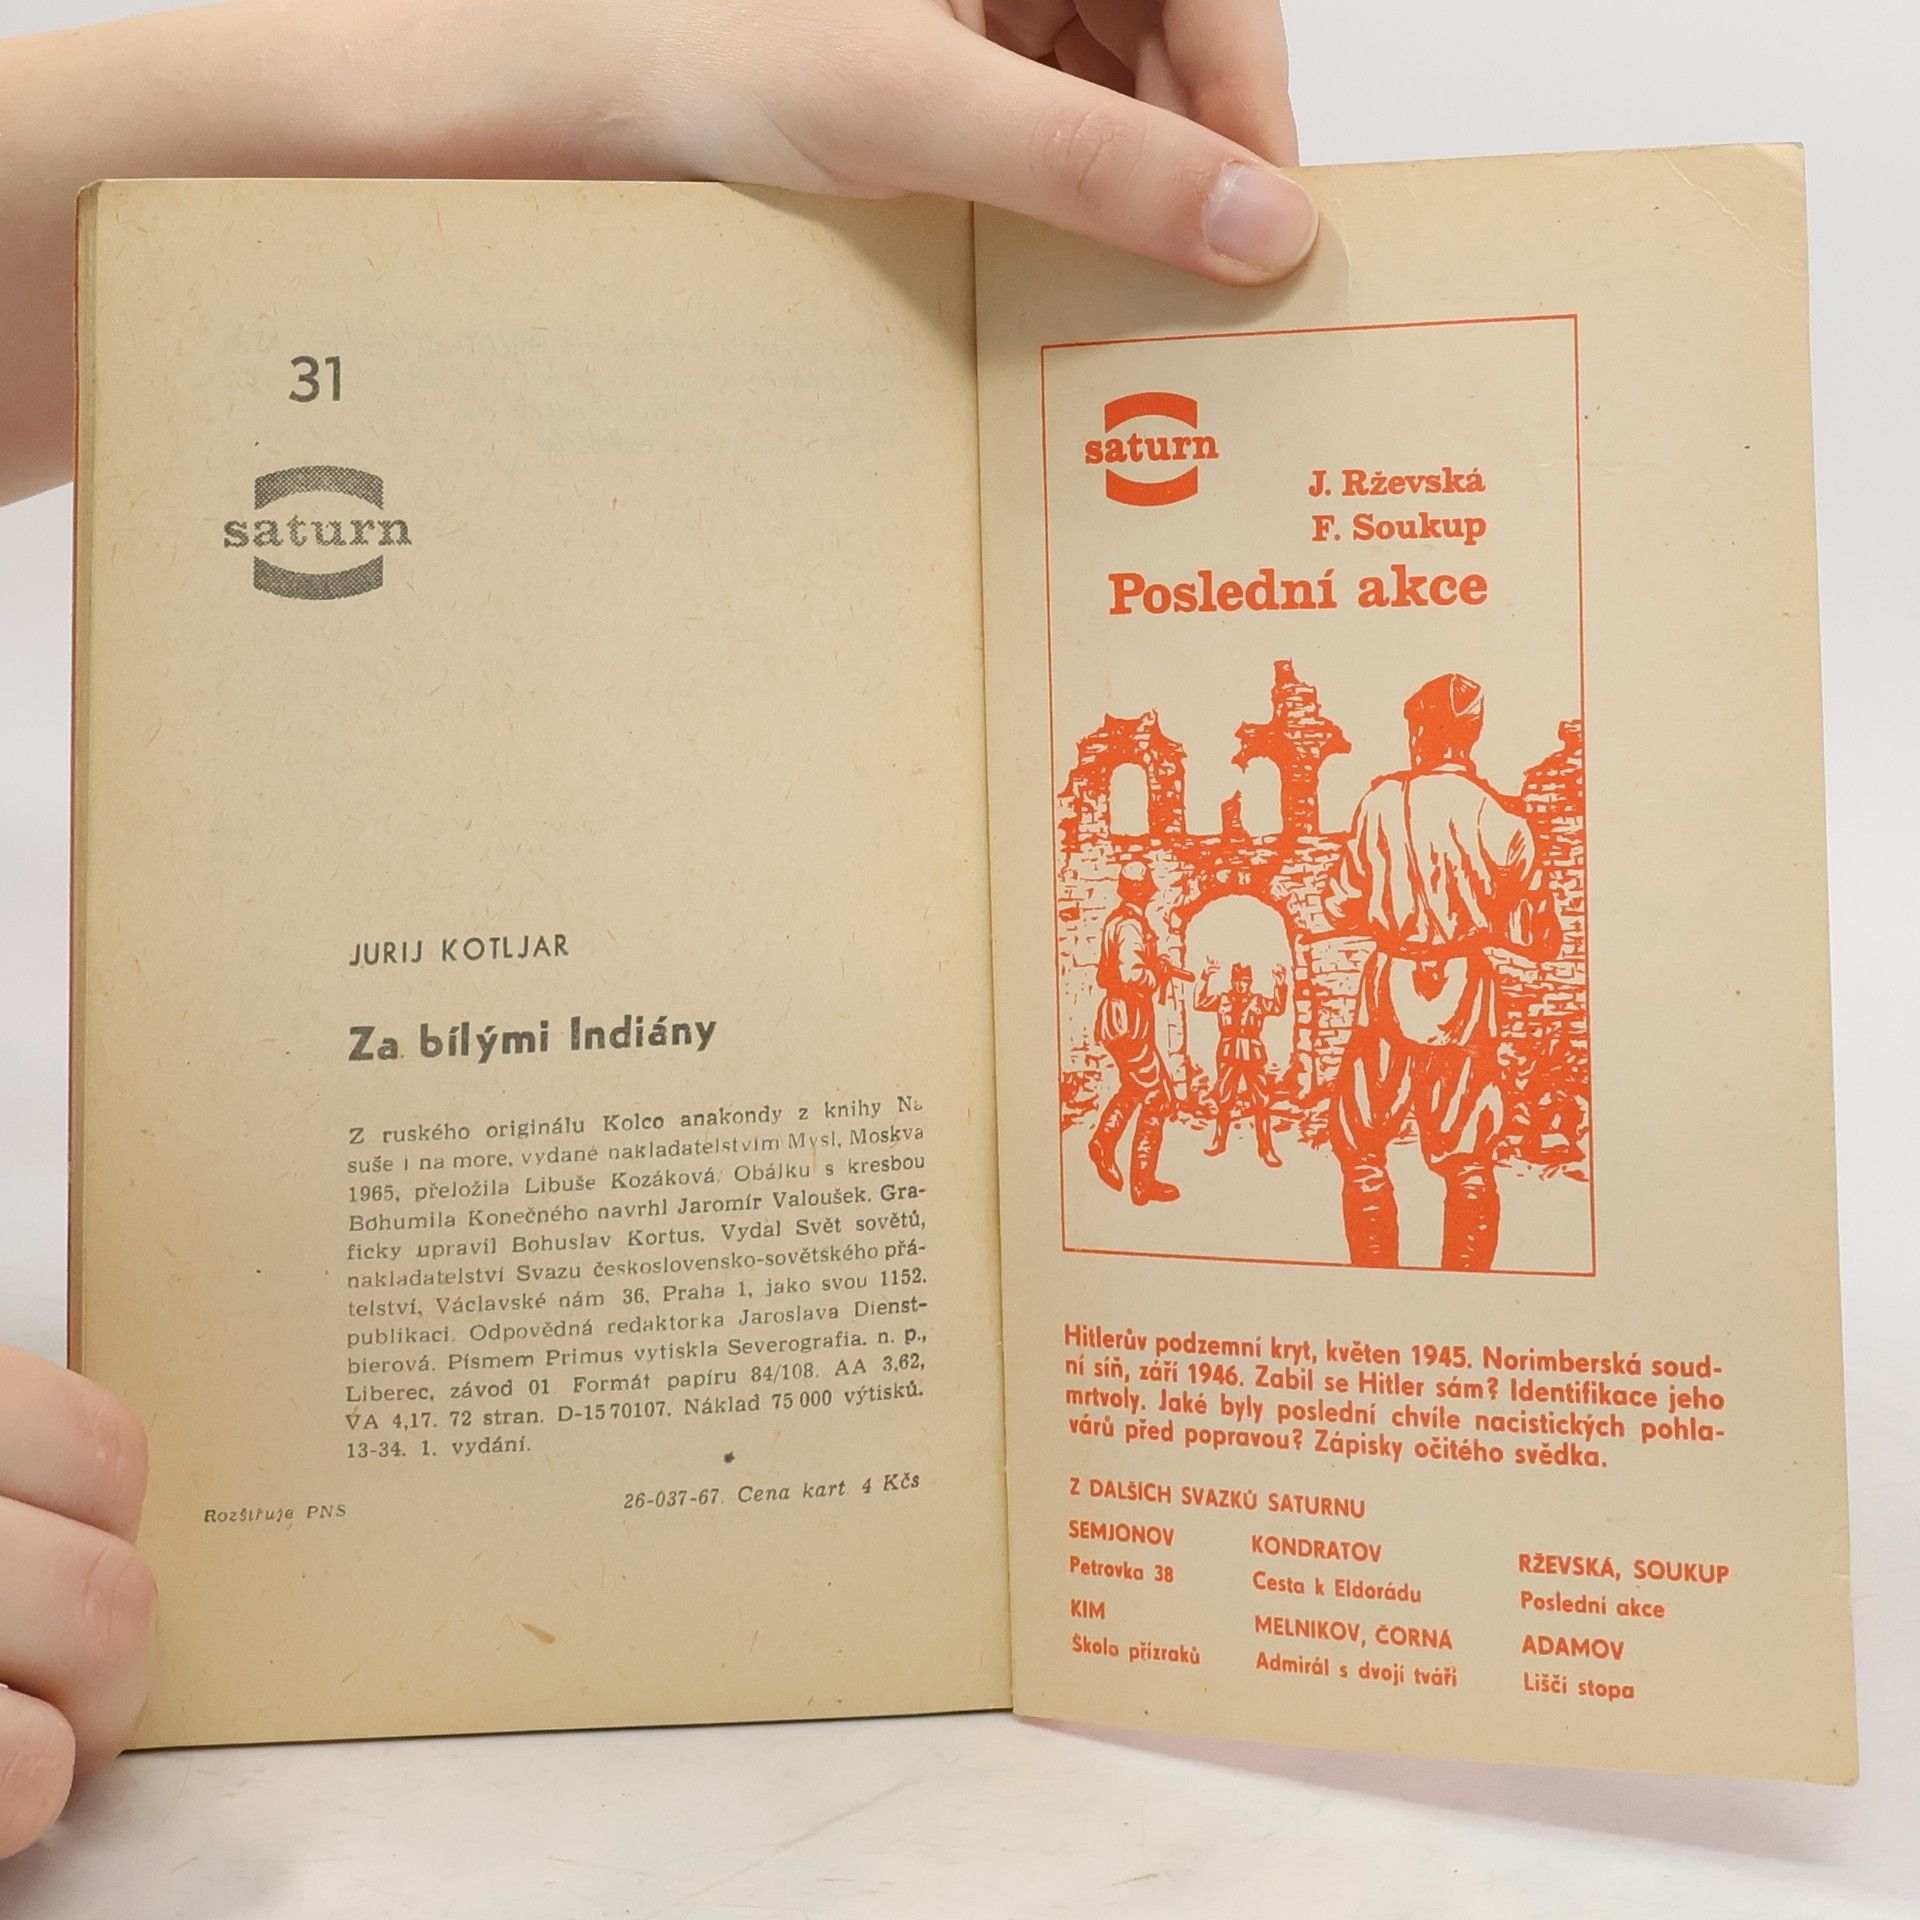 31
saturn
JURIJ KOTLJAR
Za bílými Indiány
Z ruského originálu Kolco anakondy z knihy Na
suše i na more, vydané nakladatelstvím Mysl, Moskva
1965, přeložila Libuše Kozáková. Obálku s kresbou
Bohumila Konečného navrhl Jaromír Valoušek. Gra-
ficky upravil Bohuslav Kortus. Vydal Svět sovětů,
nakladatelství Svazu československo-sovětského přá-
telství, Václavské nám 36, Praha 1, jako svou 1152.
publikaci. Odpovědná redaktorka Jaroslava Dienst-
bierová. Písmem Primus vytiskla Severografia, n. p.,
Liberec, závod 01 Formát papíru 84/108. AA 3,62,
VA 4,17. 72 stran. D-15 70107. Náklad 75 000 výtisků.
13-34. 1. vydání.
26-037-67. Cena kart 4 Kčs
Rozšiřuje PNS
saturn
J. Rževská
F. Soukup
Poslední akce
Hitlerův podzemní kryt, květen 1945. Norimberská soud-
ní síň, září 1946. Zabil se Hitler sám? Identifikace jeho
mrtvoly. Jaké byly poslední chvíle nacistických pohla-
várů před popravou? Zápisky očitého svědka.
Z DALŠÍCH SVAZKŮ SATURNU
SEMJONOV
Petrovka 38
KIM
Škola přízraků
KONDRATOV
Cesta k Eldorádu
MELNIKOV, ČORNÁ
Admirál s dvojí tváří
RŽEVSKÁ, SOUKUP
Poslední akce
ADAMOV
Liščí stopa